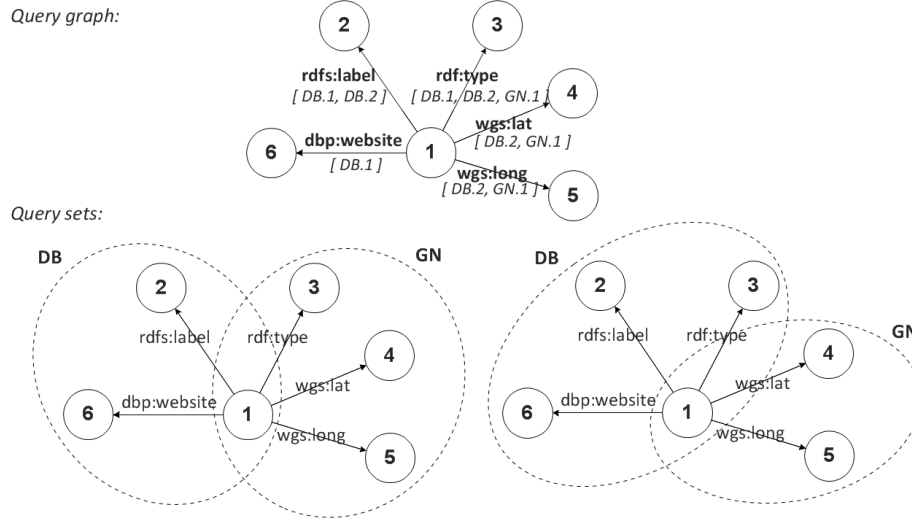 Query graph:
2
3
rdfs:label
[ DB.1, DB.2 ]
rdf:type
[ DB.1, DB.2, GN.1 ]
4
wgs:lat
[ DB.2, GN.1 ]
dbp:website
[ DB.1 ]
6
1
wgs:long
[ DB.2, GN.1 ]
5
Query sets:
DB
GN
2
3
rdfs:label
rdf:type
4
wgs:lat
dbp:website
6
1
wgs:long
5
DB
2
3
GN
rdfs:label
rdf:type
4
wgs:lat
dbp:website
6
1
wgs:long
5